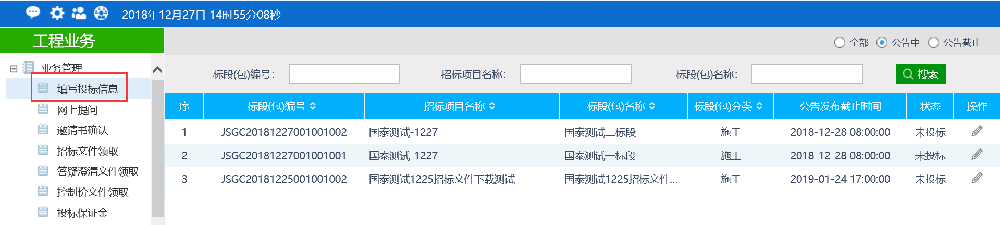 2018年12月27日 14时55分08秒
工程业务
全部 公告中 公告截止
业务管理
填写投标信息
网上提问
邀请书确认
招标文件领取
答疑澄清文件领取
控制价文件领取
投标保证金
标段(包)编号： 招标项目名称： 标段(包)名称： 搜索
序 标段(包)编号 招标项目名称 标段(包)名称 标段(包)分类 公告发布截止时间 状态 操作
1 JSGC20181227001001002 国泰测试-1227 国泰测试二标段 施工 2018-12-28 08:00:00 未投标
2 JSGC20181227001001001 国泰测试-1227 国泰测试一标段 施工 2018-12-28 08:00:00 未投标
3 JSGC20181225001001002 国泰测试1225招标文件下载测试 国泰测试1225招标文件... 施工 2019-01-24 17:00:00 未投标